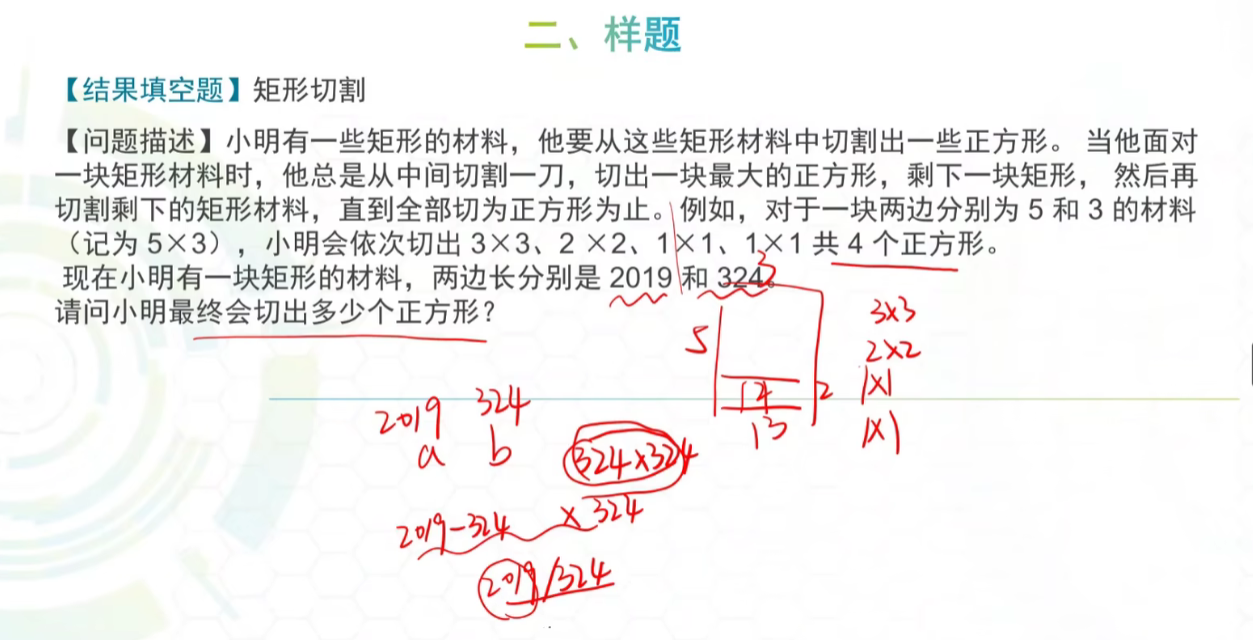 二、样题
【结果填空题】矩形切割
【问题描述】小明有一些矩形的材料，他要从这些矩形材料中切割出一些正方形。 当他面对
一块矩形材料时，他总是从中间切割一刀，切出一块最大的正方形，剩下一块矩形， 然后再
切割剩下的矩形材料，直到全部切为正方形为止。例如，对于一块两边分别为 5 和 3 的材料
（记为 5×3），小明会依次切出 3×3、2 ×2、1×1、1×1 共 4 个正方形。
现在小明有一块矩形的材料，两边长分别是 2019 和 324。
请问小明最终会切出多少个正方形？
3
5
2
3
3×3
2×2
1×1
1×1
2019 324
a b
324×324
2019-324 ×324
2019/324